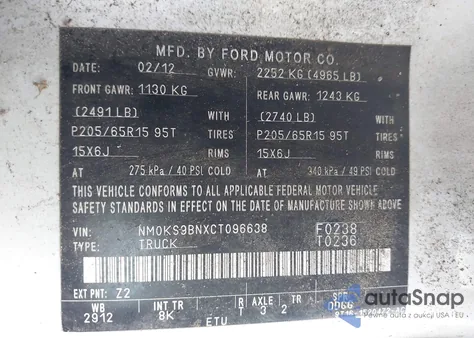 MFD. BY FORD MOTOR CO.
DATE: 02/12 GVWR: 2252 KG (4965 LB)
FRONT GAWR: 1130 KG REAR GAWR: 1243 KG
(2491 LB) WITH (2740 LB) WITH
P205/65R15 95T TIRES P205/65R15 95T TIRES
15X6J RIMS 15X6J RIMS
AT 275 kPa / 40 PSI COLD AT 340 kPa / 49 PSI COLD
THIS VEHICLE CONFORMS TO ALL APPLICABLE FEDERAL MOTOR VEHICLE
SAFETY STANDARDS IN EFFECT ON THE DATE OF MANUFACTURE SHOWN ABOVE.
VIN: NM0KS9BNXCT096638 F0238
TYPE: TRUCK T0236
EXT PNT: Z2
WB INT TR R AXLE TR SPR
2912 8K T 3 2 DD66
ETU
AutoSnap